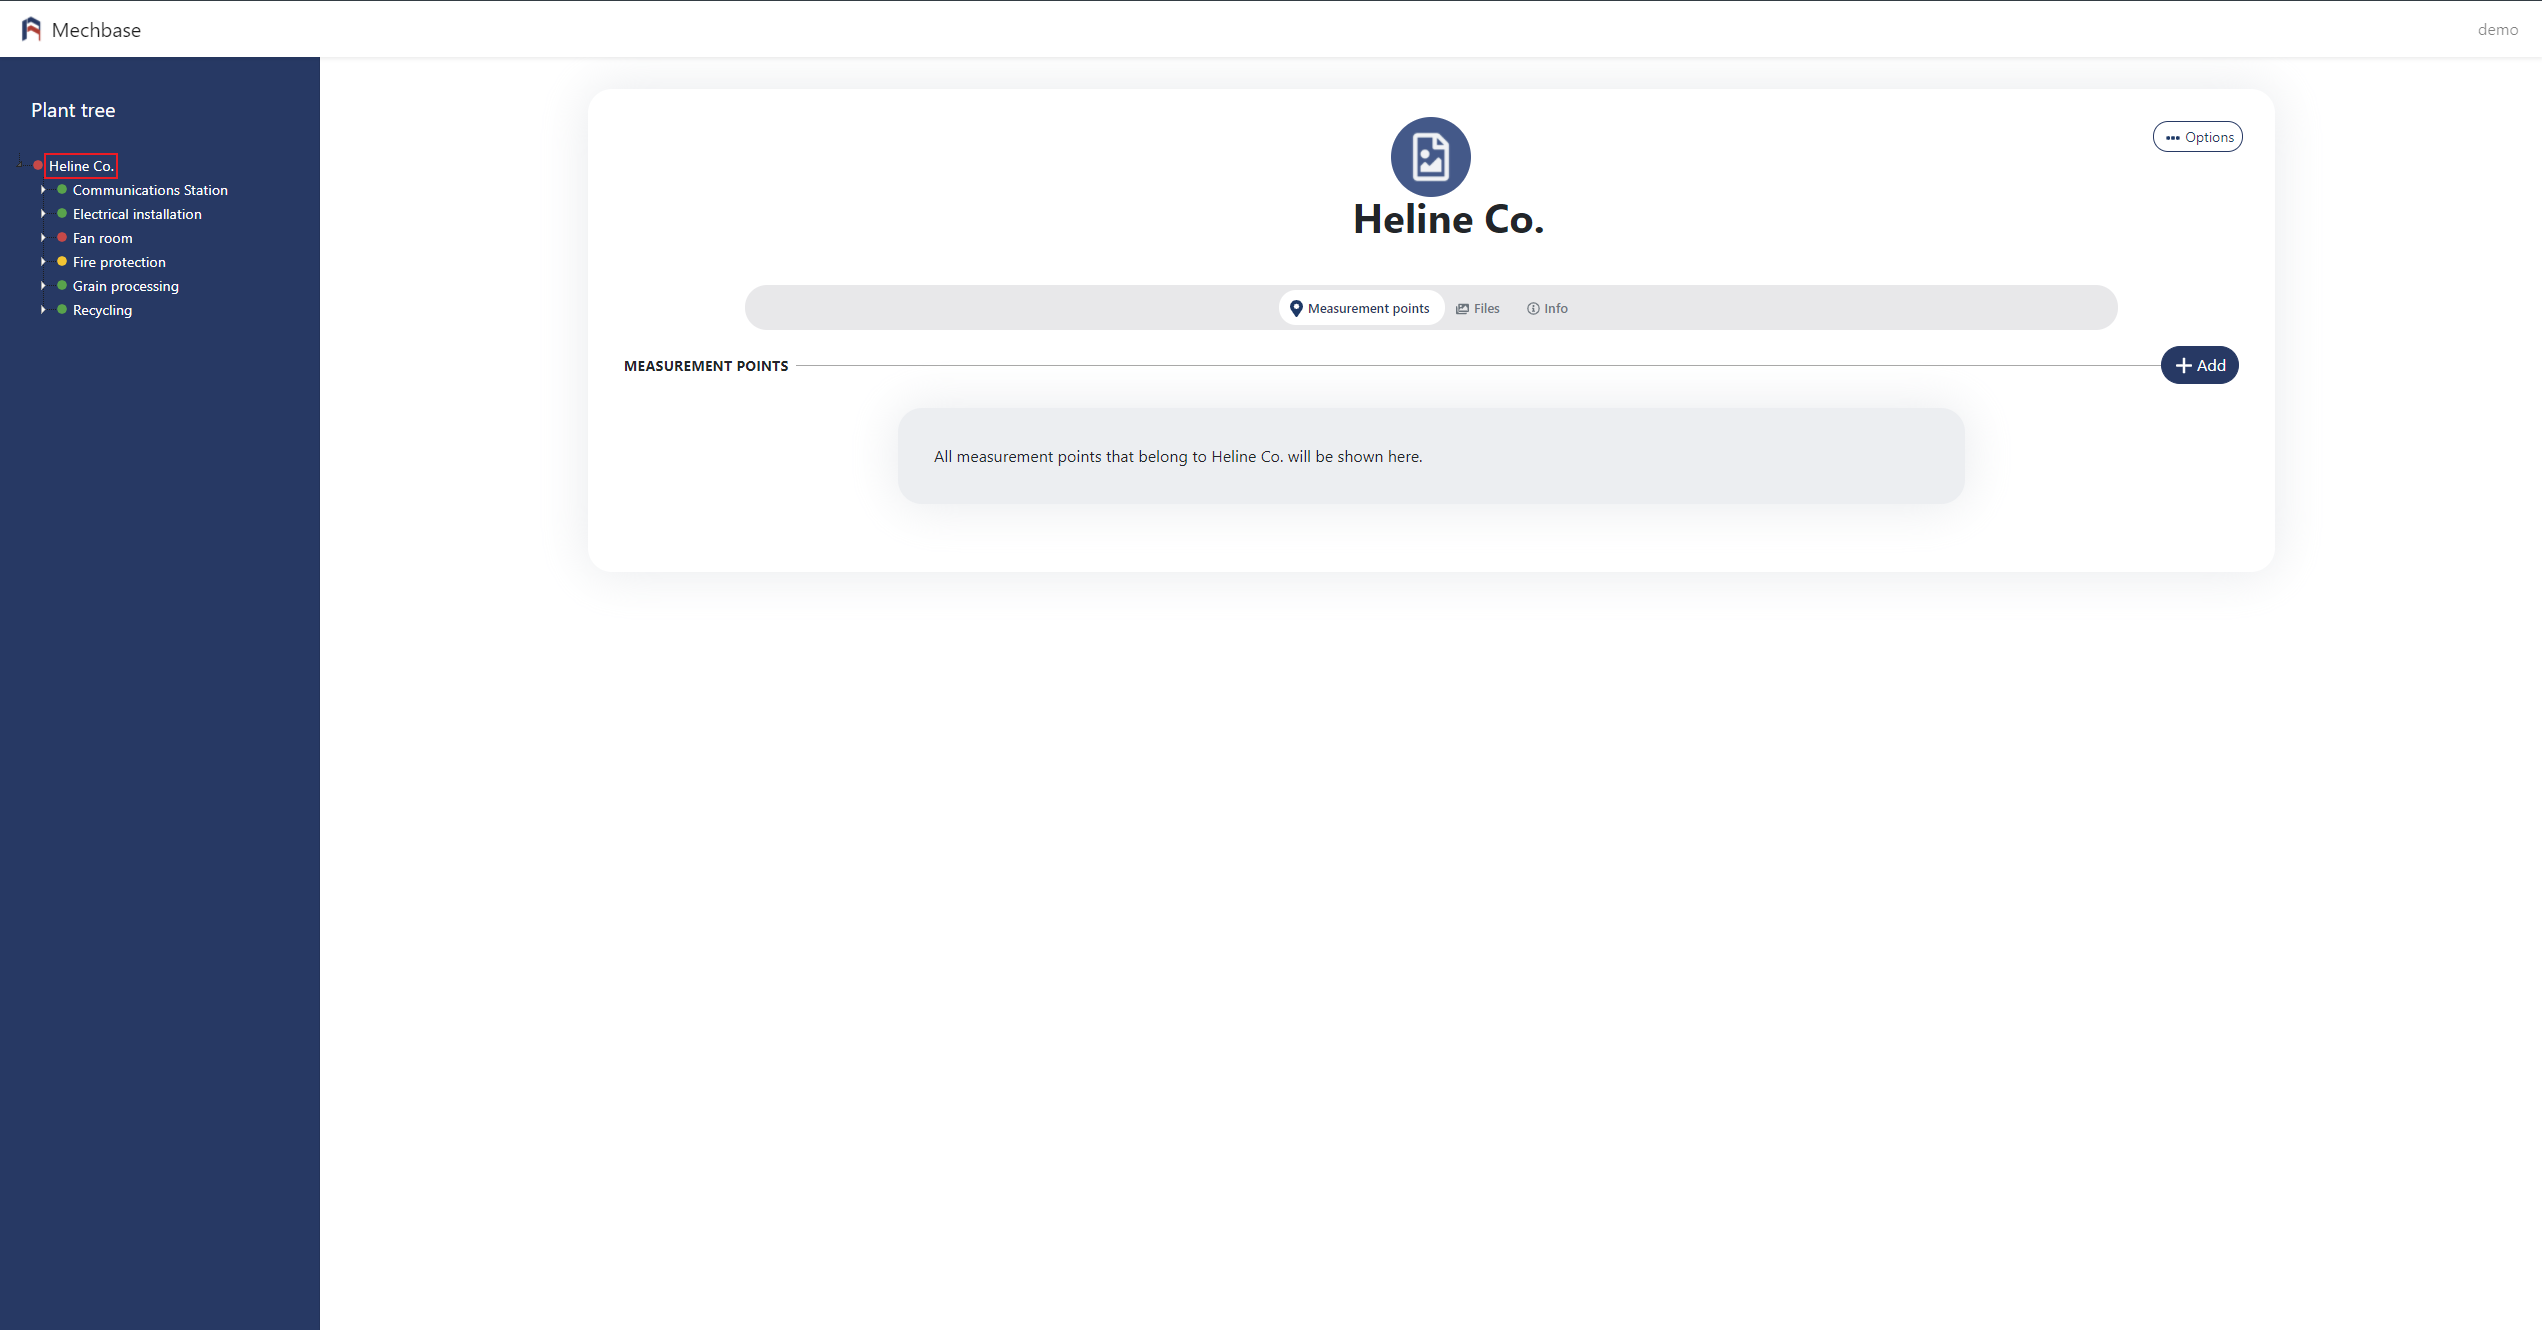 Mechbase
demo
Plant tree
Heline Co.
Communications Station
Electrical installation
Fan room
Fire protection
Grain processing
Recycling
Options
Heline Co.
Measurement points
Files
Info
MEASUREMENT POINTS
Add
All measurement points that belong to Heline Co. will be shown here.